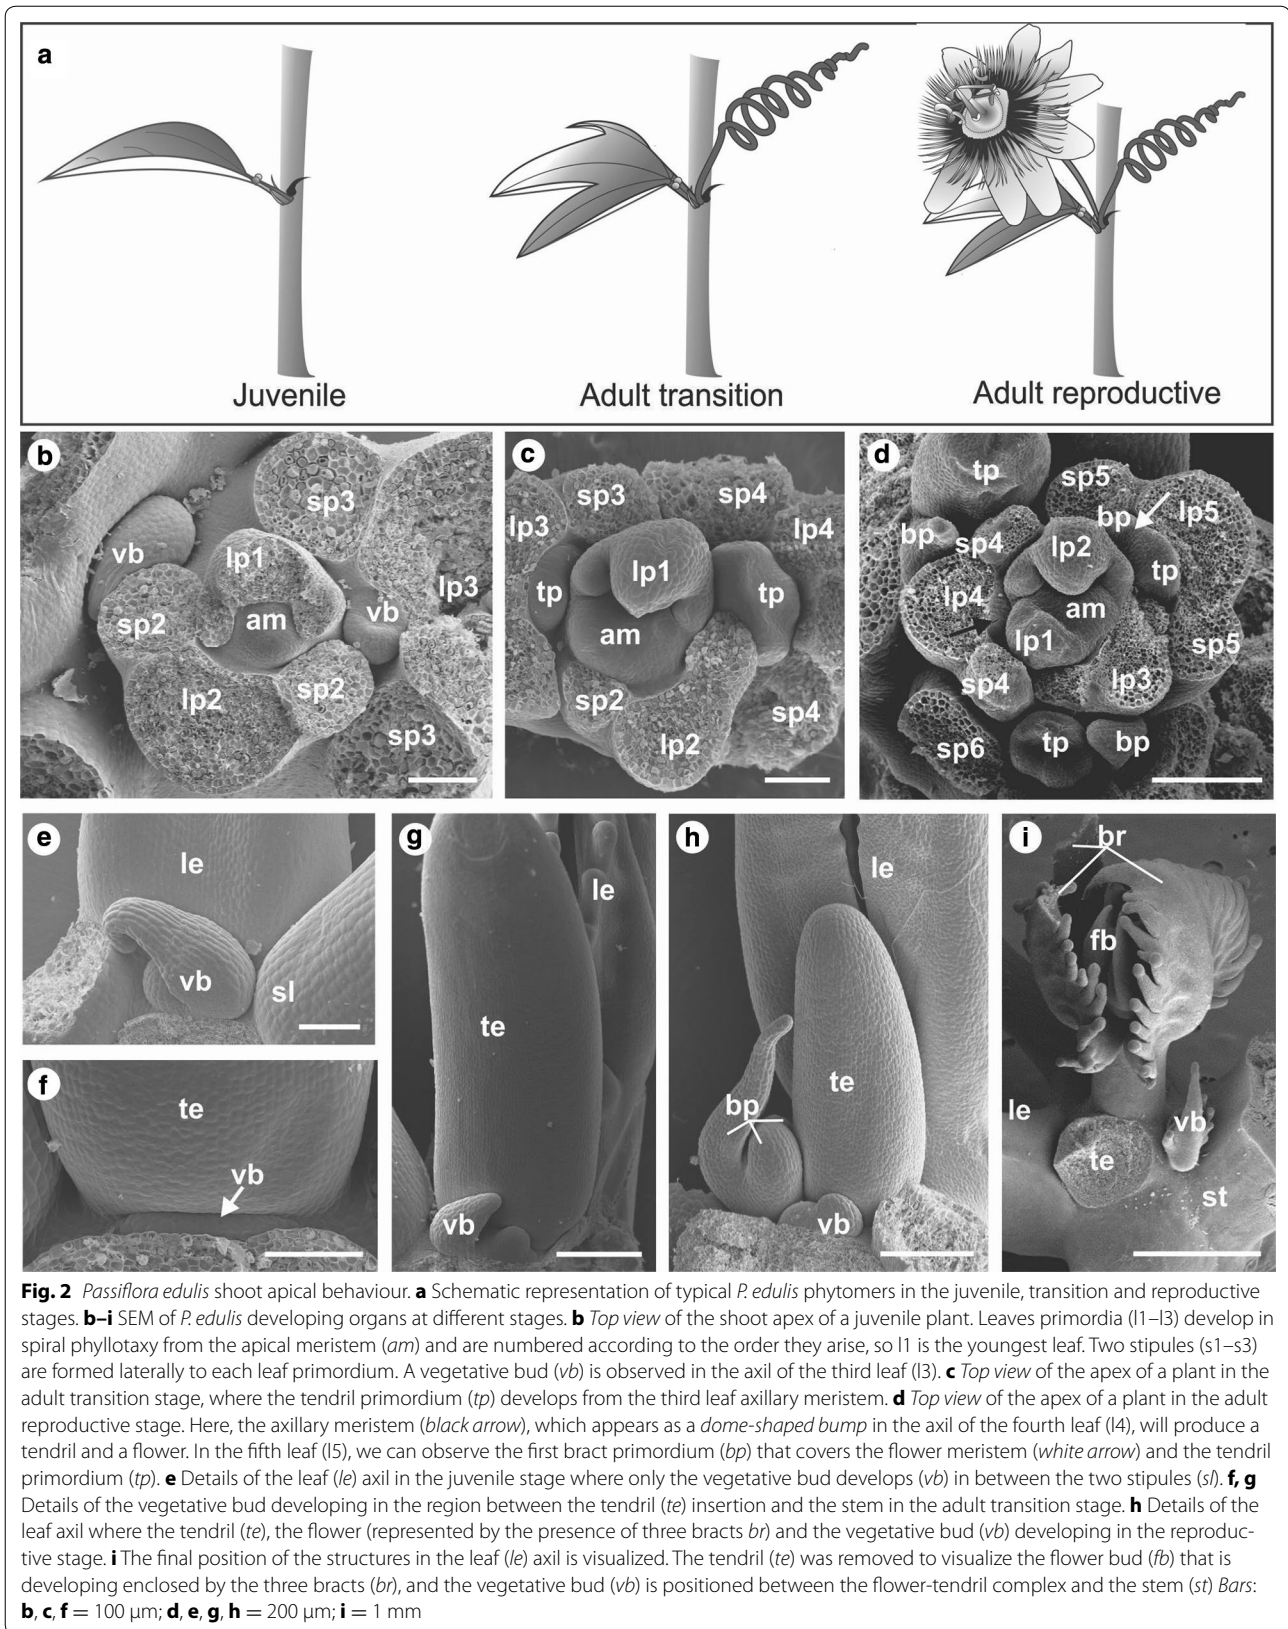 a
Juvenile
Adult transition
Adult reproductive
b
sp3
vb
lp1
lp3
vb
am
sp2
lp2
sp2
sp3
c
sp3
sp4
lp3
lp4
lp1
tp
tp
am
sp2
sp4
lp2
d
tp
sp5
bp
lp5
bp
sp4
lp2
tp
lp4
am
lp1
sp5
sp4
lp3
sp6
tp
bp
e
le
vb
sl
f
te
vb
g
le
te
vb
h
le
te
bp
vb
i
br
fb
le
vb
te
st
Fig. 2 Passiflora edulis shoot apical behaviour. a Schematic representation of typical P. edulis phytomers in the juvenile, transition and reproductive
stages. b–i SEM of P. edulis developing organs at different stages. b Top view of the shoot apex of a juvenile plant. Leaves primordia (l1–l3) develop in
spiral phyllotaxy from the apical meristem (am) and are numbered according to the order they arise, so l1 is the youngest leaf. Two stipules (s1–s3)
are formed laterally to each leaf primordium. A vegetative bud (vb) is observed in the axil of the third leaf (l3). c Top view of the apex of a plant in the
adult transition stage, where the tendril primordium (tp) develops from the third leaf axillary meristem. d Top view of the apex of a plant in the adult
reproductive stage. Here, the axillary meristem (black arrow), which appears as a dome-shaped bump in the axil of the fourth leaf (l4), will produce a
tendril and a flower. In the fifth leaf (l5), we can observe the first bract primordium (bp) that covers the flower meristem (white arrow) and the tendril
primordium (tp). e Details of the leaf (le) axil in the juvenile stage where only the vegetative bud develops (vb) in between the two stipules (sl). f, g
Details of the vegetative bud developing in the region between the tendril (te) insertion and the stem in the adult transition stage. h Details of the
leaf axil where the tendril (te), the flower (represented by the presence of three bracts br) and the vegetative bud (vb) developing in the reproduc-
tive stage. i The final position of the structures in the leaf (le) axil is visualized. The tendril (te) was removed to visualize the flower bud (fb) that is
developing enclosed by the three bracts (br), and the vegetative bud (vb) is positioned between the flower-tendril complex and the stem (st) Bars:
b, c, f = 100 μm; d, e, g, h = 200 μm; i = 1 mm